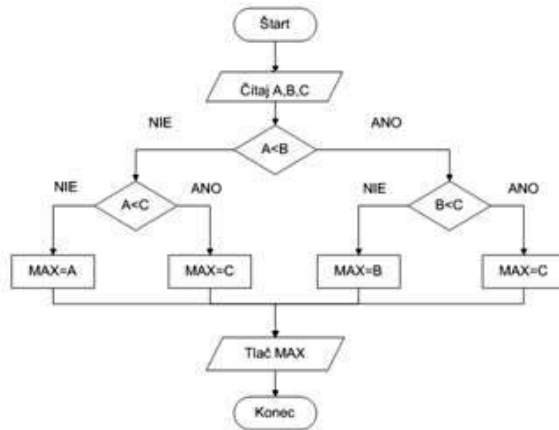 Štart
Čítaj A,B,C
NIE
ANO
A<B
NIE
A<C
ANO
NIE
B<C
ANO
MAX=A
MAX=C
MAX=B
MAX=C
Tlač MAX
Konec